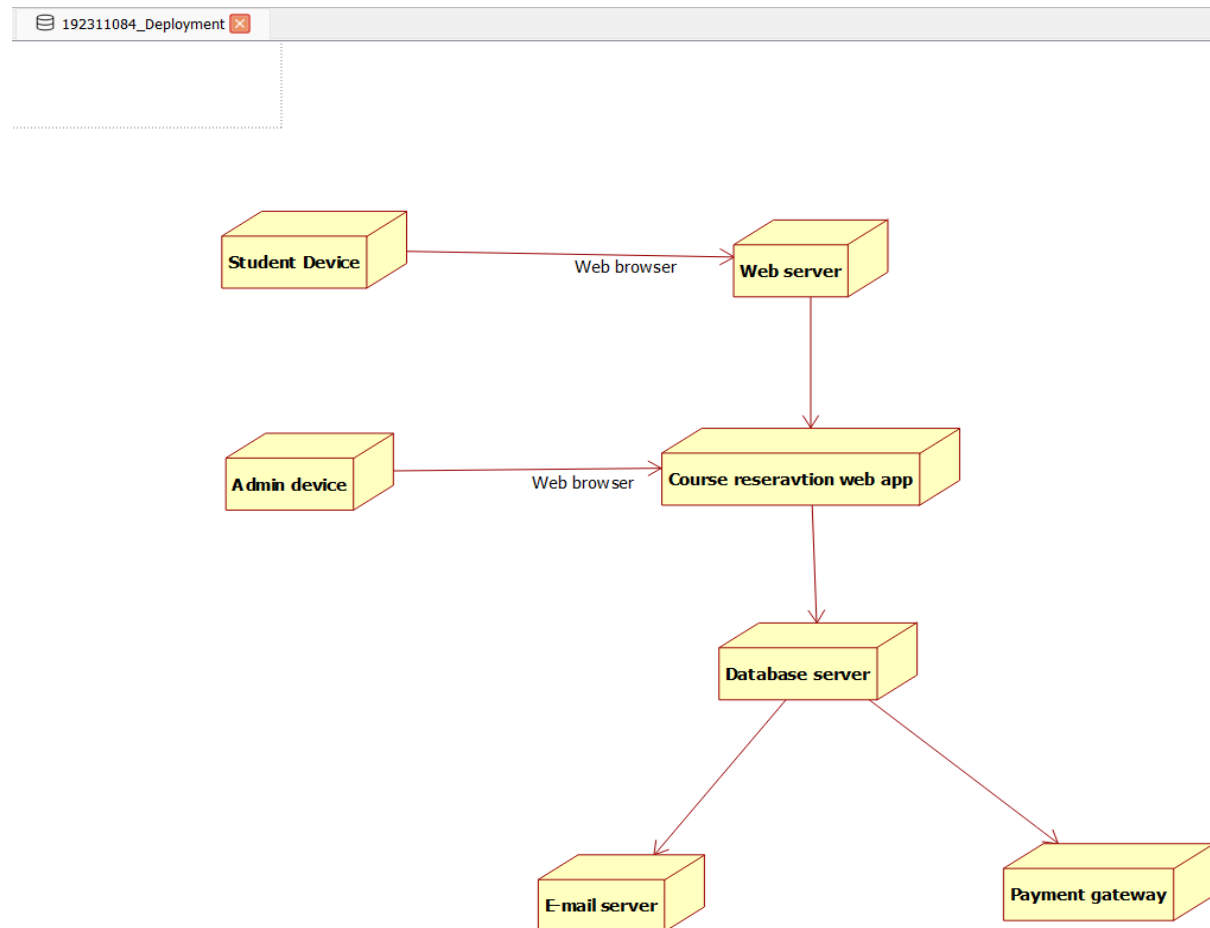 192311084_Deployment
Student Device
Web browser
Web server
Admin device
Web browser
Course reseravtion web app
Database server
E-mail server
Payment gateway